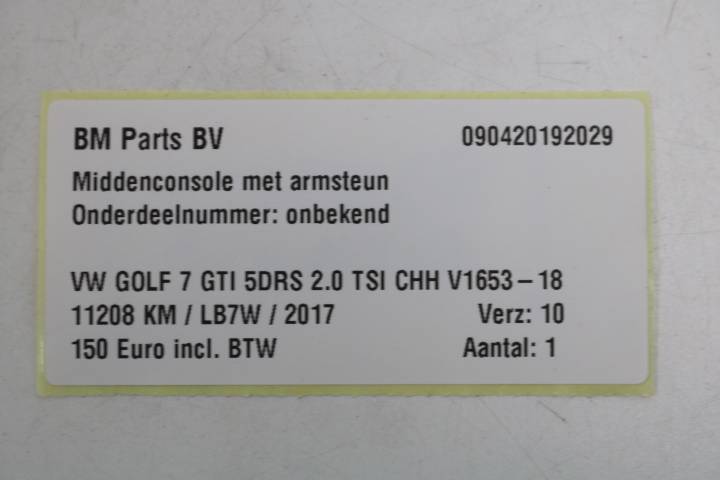 BM Parts BV 090420192029
Middenconsole met armsteun
Onderdeelnummer: onbekend
VW GOLF 7 GTI 5DRS 2.0 TSI CHH V1653-18
11208 KM / LB7W / 2017 Verz: 10
150 Euro incl. BTW Aantal: 1